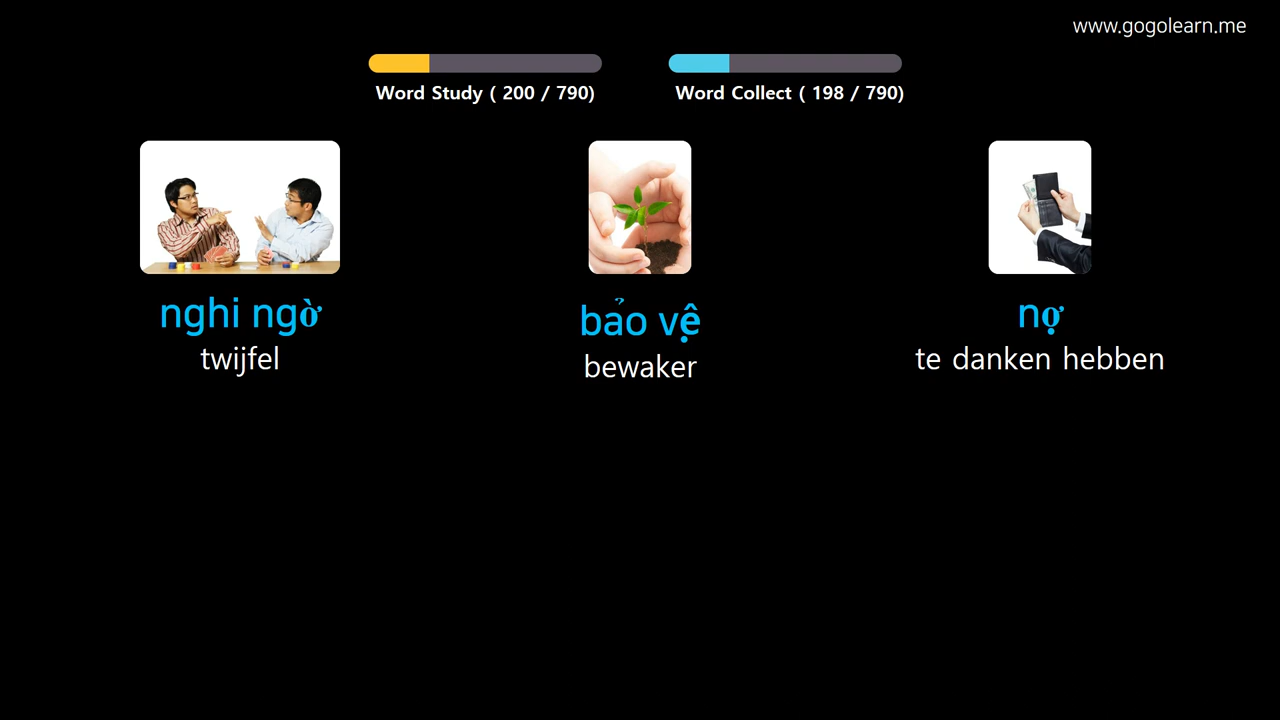 www.gogolearn.me
Word Study ( 200 / 790)
Word Collect ( 198 / 790)
nghi ngờ
twijfel
bảo vệ
bewaker
nợ
te danken hebben